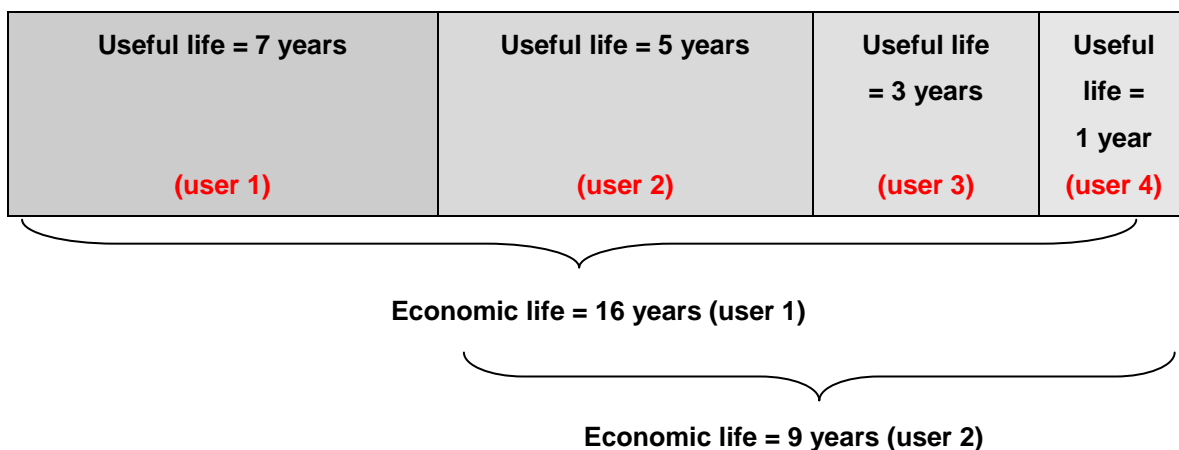 Useful life = 7 years
(user 1)
Useful life = 5 years
(user 2)
Useful life
= 3 years
(user 3)
Useful
life =
1 year
(user 4)
Economic life = 16 years (user 1)
Economic life = 9 years (user 2)